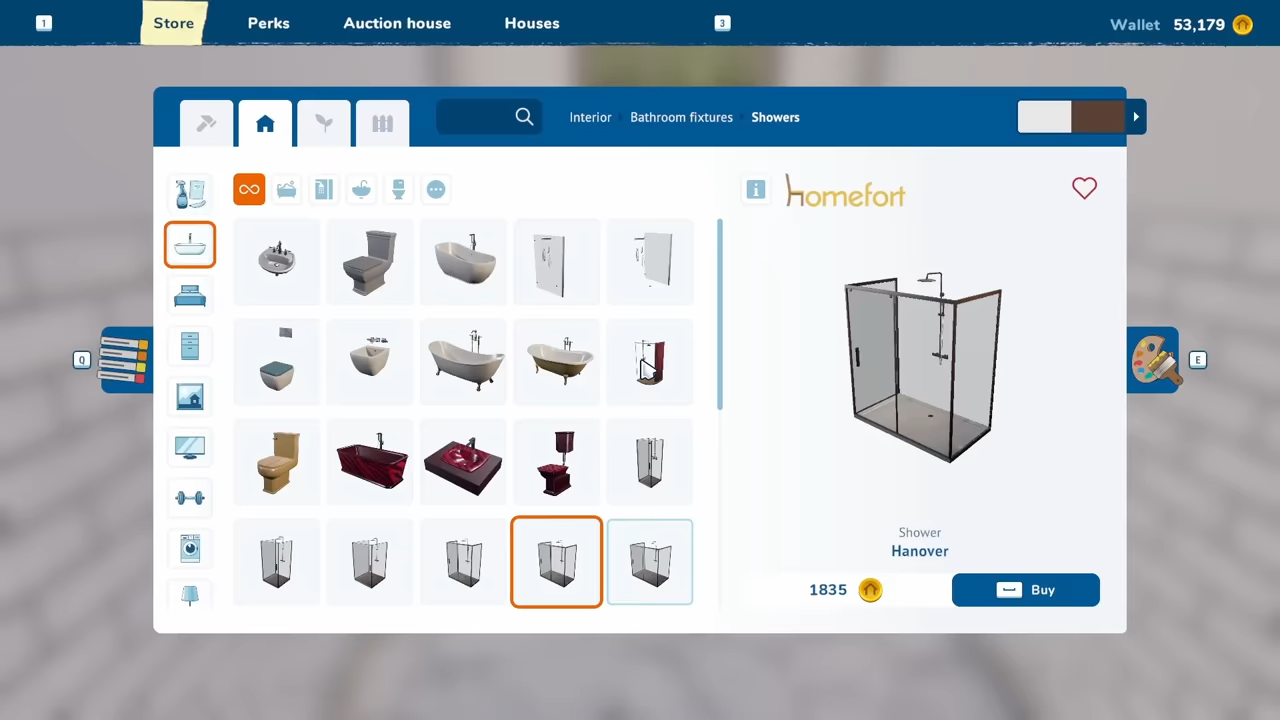 1
Store
Perks
Auction house
Houses
3
Wallet 53,179
Interior
Bathroom fixtures
Showers
homefort
Q
E
Shower
Hanover
1835
Buy